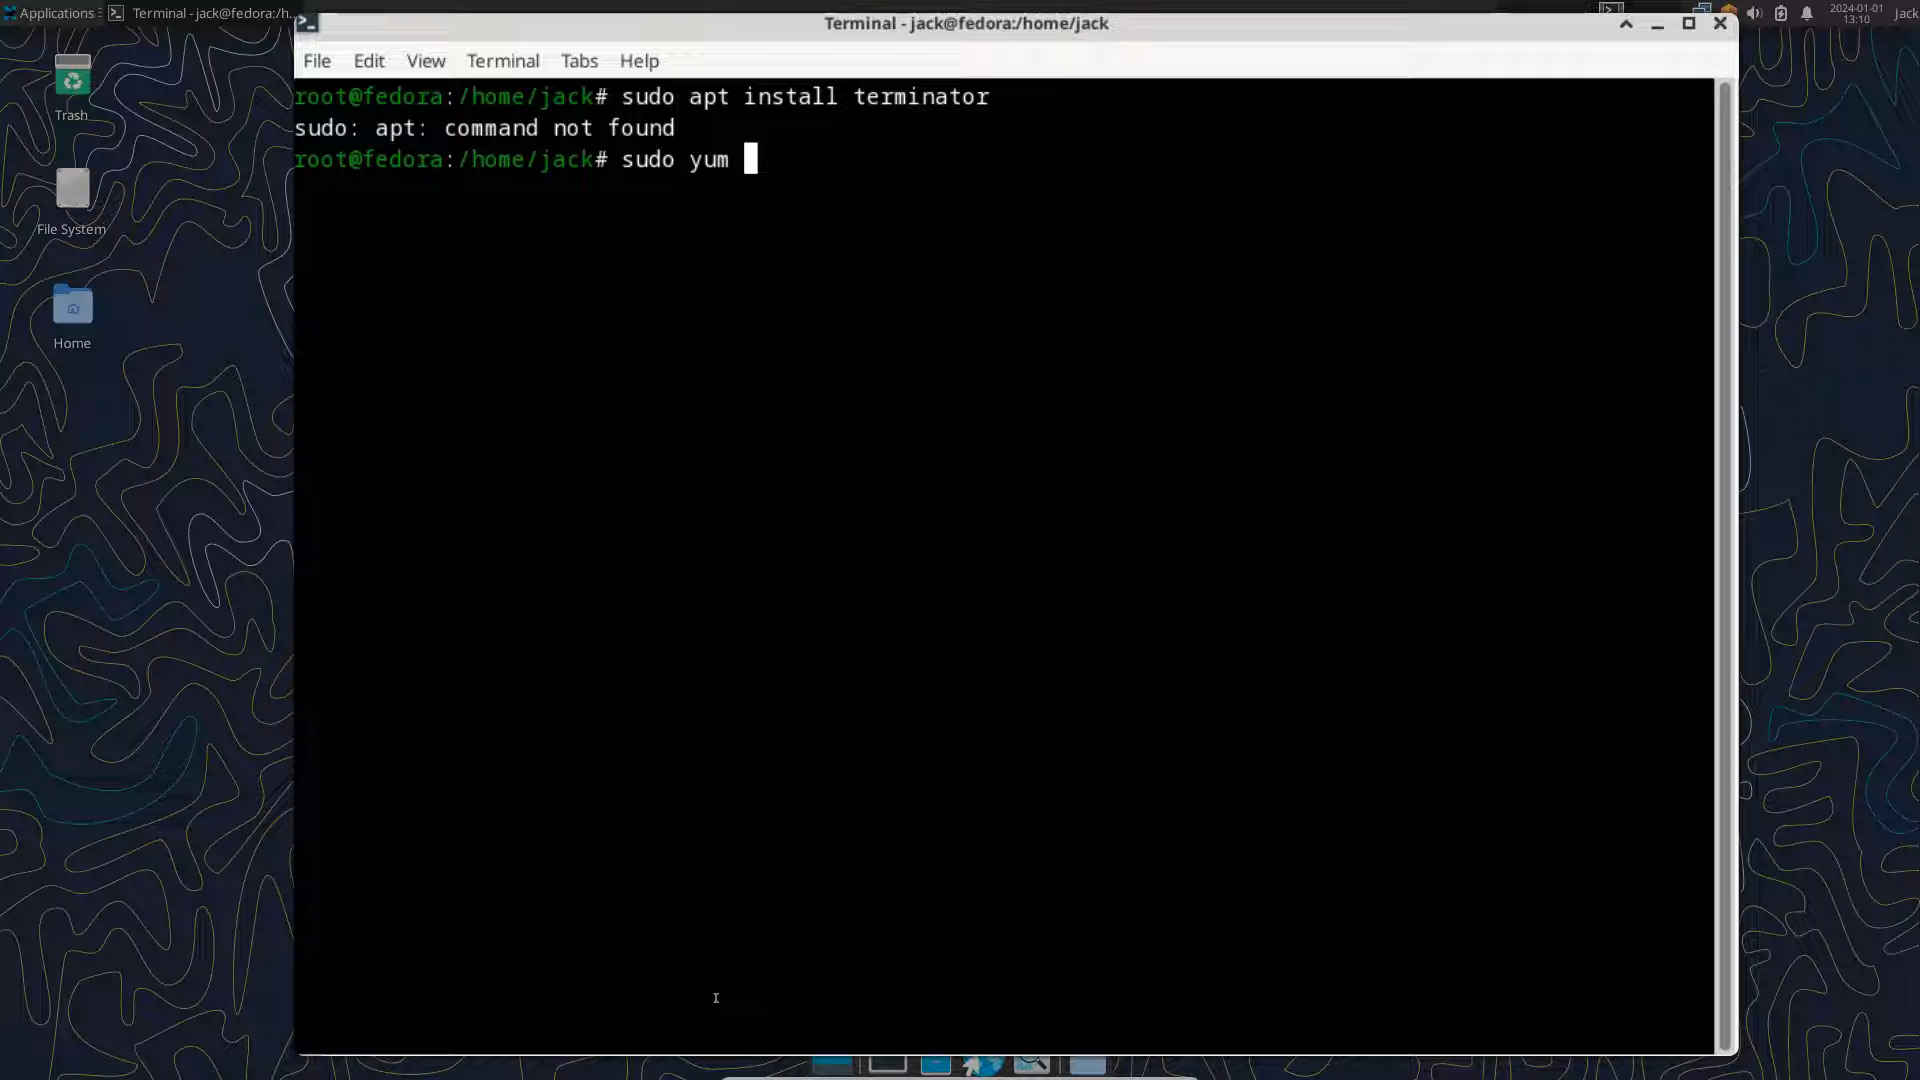 Applications
Terminal - jack@fedora:/h...
Terminal - jack@fedora:/home/jack
2024-01-01
13:10
Jack
File Edit View Terminal Tabs Help
root@fedora:/home/jack# sudo apt install terminator
sudo: apt: command not found
root@fedora:/home/jack# sudo yum
Trash
File System
Home